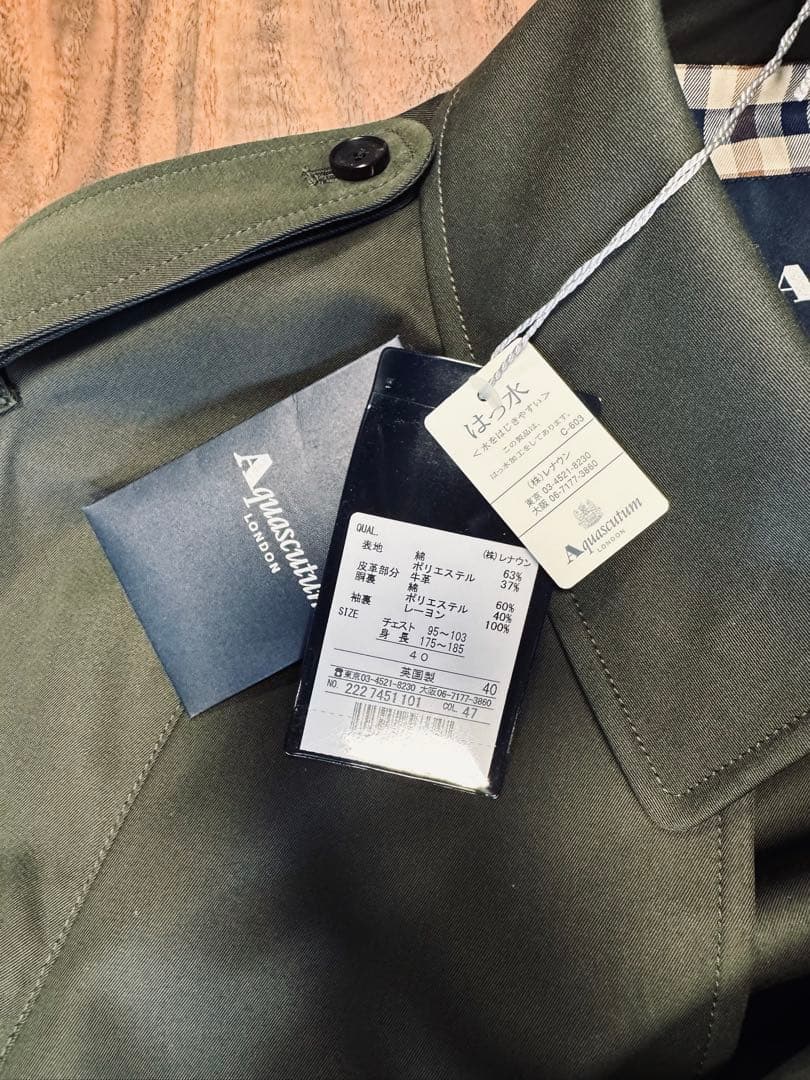 はっ水
<水をはじきやすい>
この製品は、
はっ水加工をしてあります。
C-603
(株)レナウン
東京 03-4521-8230
大阪 06-7177-3860
Aquascutum
LONDON
Aquascutum
LONDON
QUAL.
(株)レナウン
表地 綿 63%
ポリエステル 37%
皮革部分 牛革
胴裏 綿 60%
ポリエステル 40%
袖裏 レーヨン 100%
SIZE
チェスト 95~103
身長 175~185
40
英国製 40
☎東京03-4521-8230 大阪06-7177-3860
NO. 2227451101 COL. 47
A